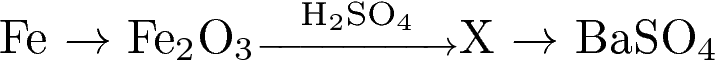 Fe → Fe₂O₃ —H₂SO₄→ X → BaSO₄